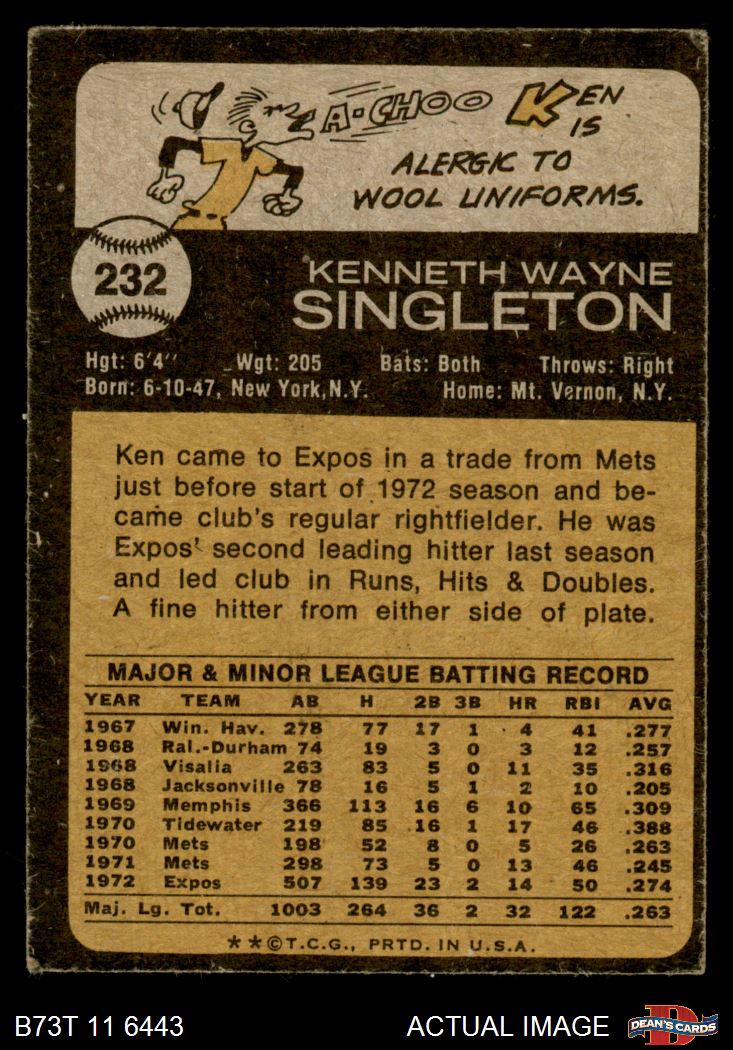 A-CHOO KEN
IS
ALERGIC TO
WOOL UNIFORMS.
232
KENNETH WAYNE
SINGLETON
Hgt: 6'4" Wgt: 205 Bats: Both Throws: Right
Born: 6-10-47, New York, N.Y. Home: Mt. Vernon, N.Y.
Ken came to Expos in a trade from Mets
just before start of 1972 season and be-
came club's regular rightfielder. He was
Expos' second leading hitter last season
and led club in Runs, Hits & Doubles.
A fine hitter from either side of plate.
MAJOR & MINOR LEAGUE BATTING RECORD
YEAR TEAM AB H 2B 3B HR RBI AVG
1967 Win. Hav. 278 77 17 1 4 41 .277
1968 Ral.-Durham 74 19 3 0 3 12 .257
1968 Visalia 263 83 5 0 11 35 .316
1968 Jacksonville 78 16 5 1 2 10 .205
1969 Memphis 366 113 16 6 10 65 .309
1970 Tidewater 219 85 16 1 17 46 .388
1970 Mets 198 52 8 0 5 26 .263
1971 Mets 298 73 5 0 13 46 .245
1972 Expos 507 139 23 2 14 50 .274
Maj. Lg. Tot. 1003 264 36 2 32 122 .263
**©T.C.G., PRTD. IN U.S.A.
B73T 11 6443 ACTUAL IMAGE D DEAN'S CARDS